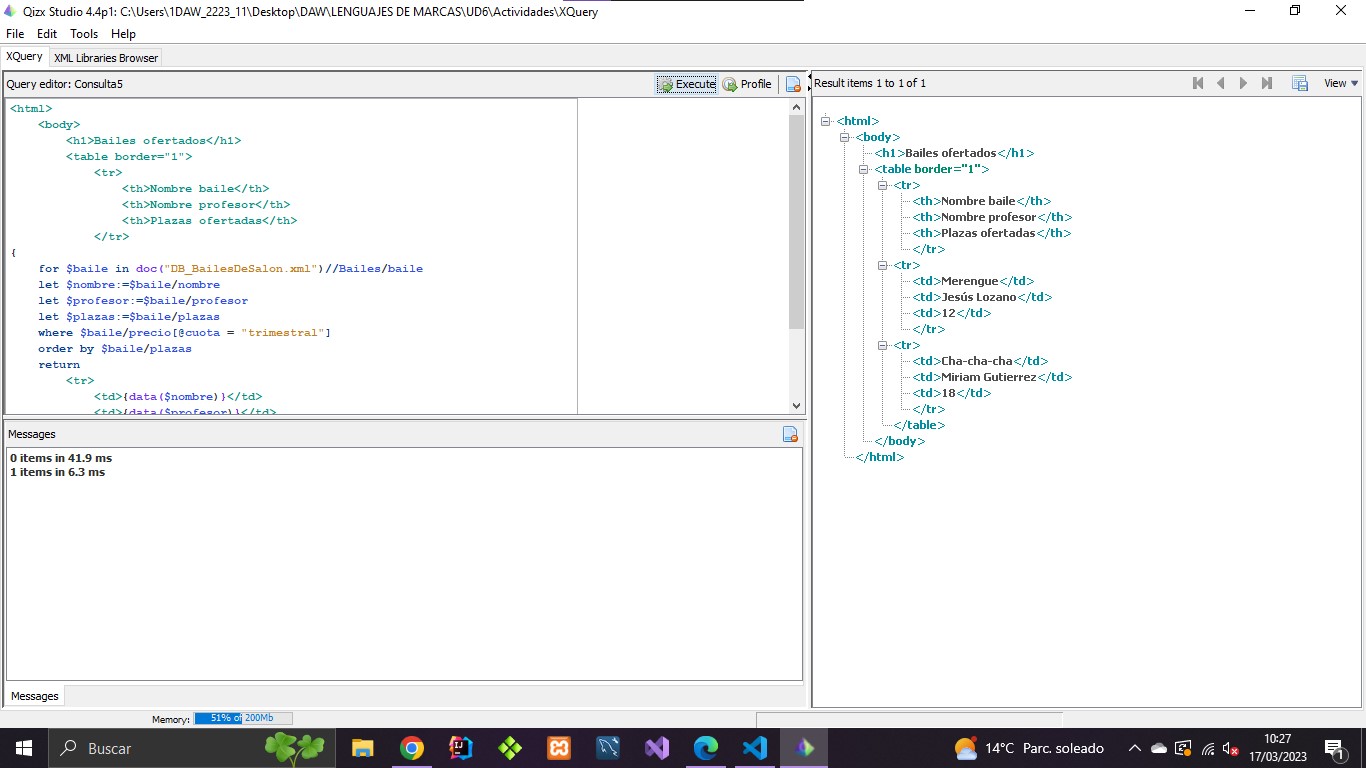 Qizx Studio 4.4p1: C:\Users\1DAW_2223_11\Desktop\DAW\LENGUAJES DE MARCAS\UD6\Actividades\XQuery
File Edit Tools Help
XQuery XML Libraries Browser
Query editor: Consulta5 Execute Profile
<html>
    <body>
        <h1>Bailes ofertados</h1>
        <table border="1">
            <tr>
                <th>Nombre baile</th>
                <th>Nombre profesor</th>
                <th>Plazas ofertadas</th>
            </tr>
{
    for $baile in doc("DB_BailesDeSalon.xml")//Bailes/baile
    let $nombre:=$baile/nombre
    let $profesor:=$baile/profesor
    let $plazas:=$baile/plazas
    where $baile/precio[@cuota = "trimestral"]
    order by $baile/plazas
    return
        <tr>
            <td>{data($nombre)}</td>
            <td>{data($profesor)}</td>
Messages
0 items in 41.9 ms
1 items in 6.3 ms
Messages
Memory: 51% of 200Mb
Result items 1 to 1 of 1 View
<html>
<body>
<h1>Bailes ofertados</h1>
<table border="1">
<tr>
<th>Nombre baile</th>
<th>Nombre profesor</th>
<th>Plazas ofertadas</th>
</tr>
<tr>
<td>Merengue</td>
<td>Jesús Lozano</td>
<td>12</td>
</tr>
<tr>
<td>Cha-cha-cha</td>
<td>Miriam Gutierrez</td>
<td>18</td>
</tr>
</table>
</body>
</html>
Buscar
14°C Parc. soleado
10:27
17/03/2023
1